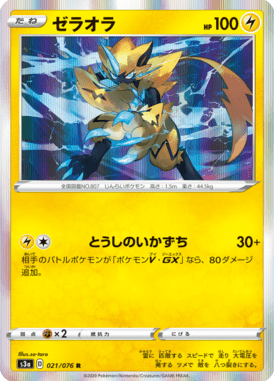 たね ゼラオラ HP100
全国図鑑NO.807 じんらいポケモン 高さ：1.5m 重さ：44.5kg
とうしのいかずち 30+
相手のバトルポケモンが「ポケモンV・GX」なら、80ダメージ
追加。
弱点 ×2 抵抗力 にげる
Illus.sa-kara
s3a D 021/076 R
雷に 匹敵する スピードで 走り 大電圧を
ツメで 敵を 八つ裂きにする。
©2020 Pokémon/Nintendo/Creatures/GAME FREAK.